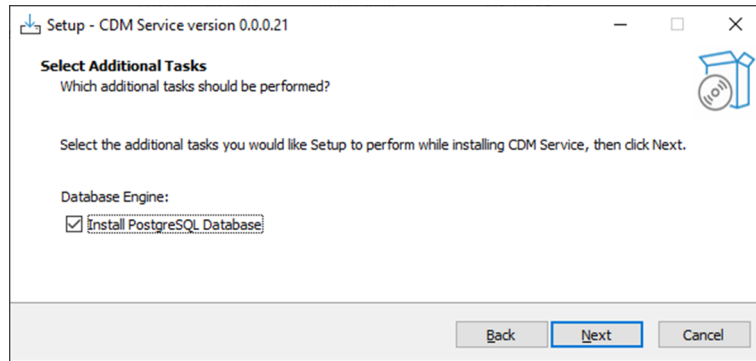 Setup - CDM Service version 0.0.0.21
Select Additional Tasks
Which additional tasks should be performed?
Select the additional tasks you would like Setup to perform while installing CDM Service, then click Next.
Database Engine:
Install PostgreSQL Database
Back Next Cancel